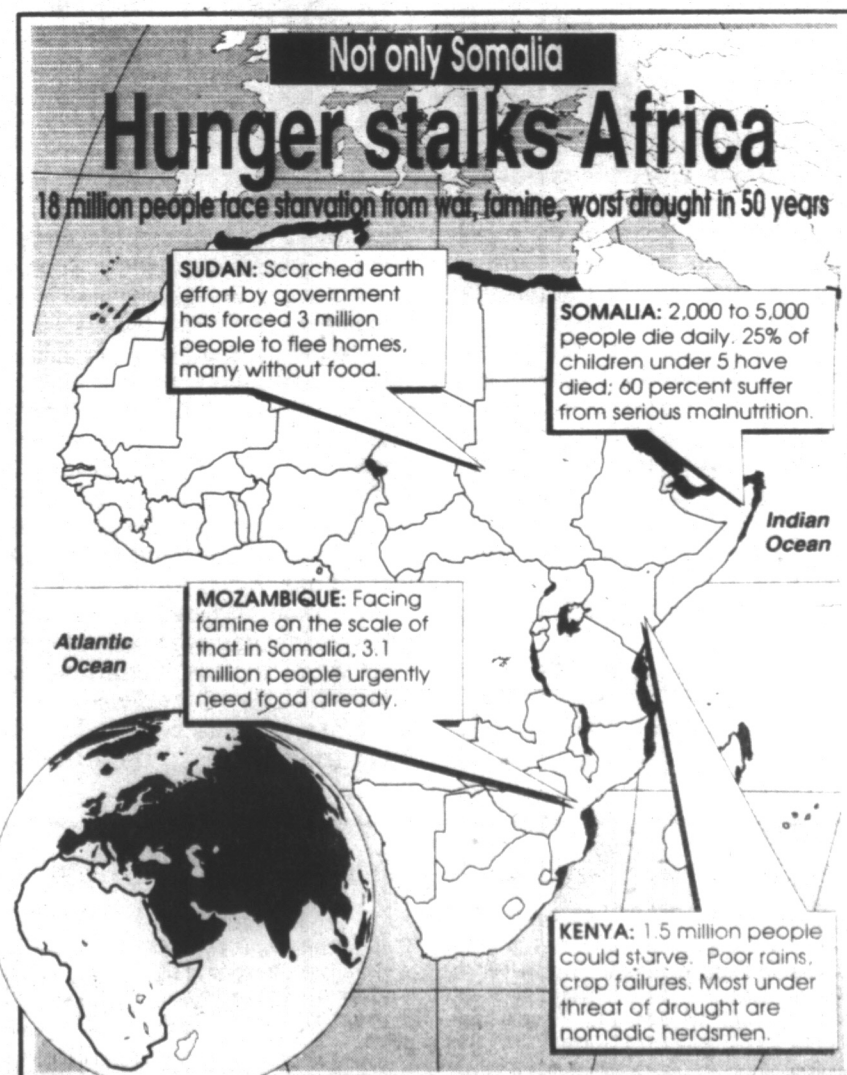 Not only Somalia
Hunger stalks Africa
18 million people face starvation from war, famine, worst drought in 50 years
SUDAN: Scorched earth
effort by government
has forced 3 million
people to flee homes,
many without food.
SOMALIA: 2,000 to 5,000
people die daily. 25% of
children under 5 have
died; 60 percent suffer
from serious malnutrition.
Indian
Ocean
MOZAMBIQUE: Facing
famine on the scale of
that in Somalia, 3.1
million people urgently
need food already.
Atlantic
Ocean
KENYA: 1.5 million people
could starve. Poor rains,
crop failures. Most under
threat of drought are
nomadic herdsmen.